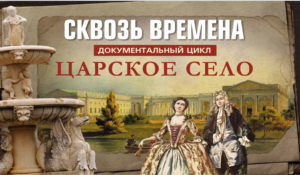 СКВОЗЬ ВРЕМЕНА
ДОКУМЕНТАЛЬНЫЙ ЦИКЛ
ЦАРСКОЕ СЕЛО